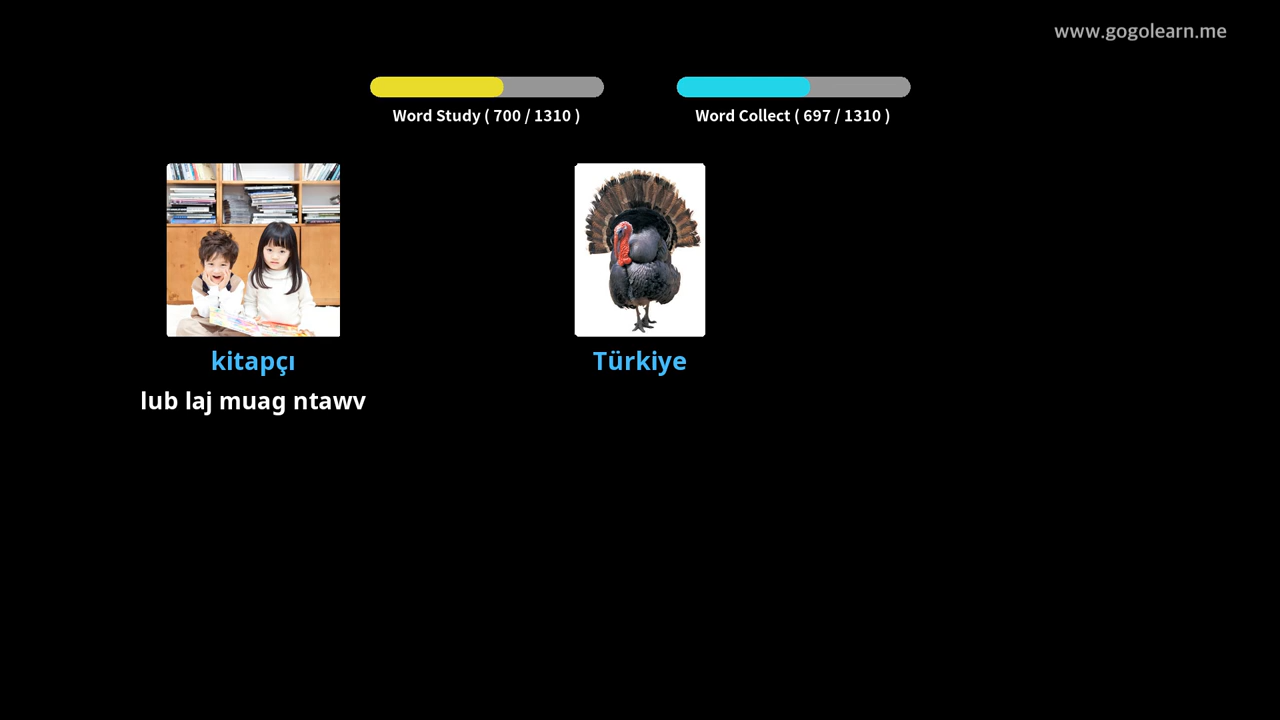 www.gogolearn.me
Word Study ( 700 / 1310 )
Word Collect ( 697 / 1310 )
kitapçı
Türkiye
lub laj muag ntawv